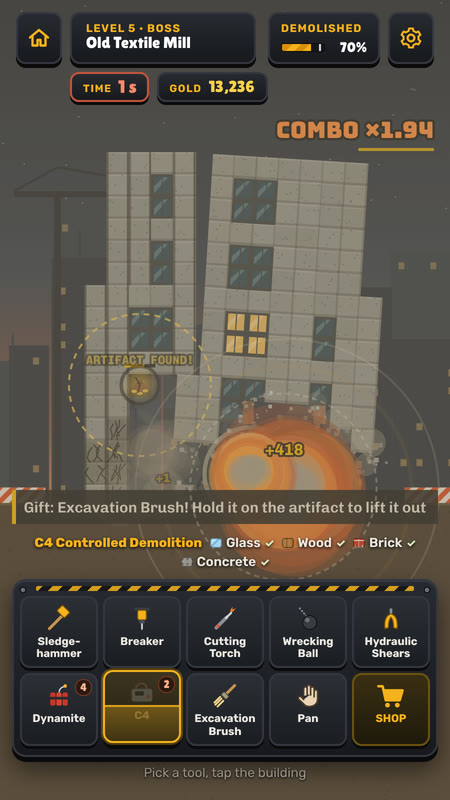 LEVEL 5 • BOSS
Old Textile Mill
DEMOLISHED
70%
TIME 1 s
GOLD 13,236
COMBO ×1.94
ARTIFACT FOUND!
+418
+1
Gift: Excavation Brush! Hold it on the artifact to lift it out
C4 Controlled Demolition Glass ✓ Wood ✓ Brick ✓
Concrete ✓
Sledge-
hammer
Breaker
Cutting
Torch
Wrecking
Ball
Hydraulic
Shears
4
Dynamite
2
C4
Excavation
Brush
Pan
SHOP
Pick a tool, tap the building